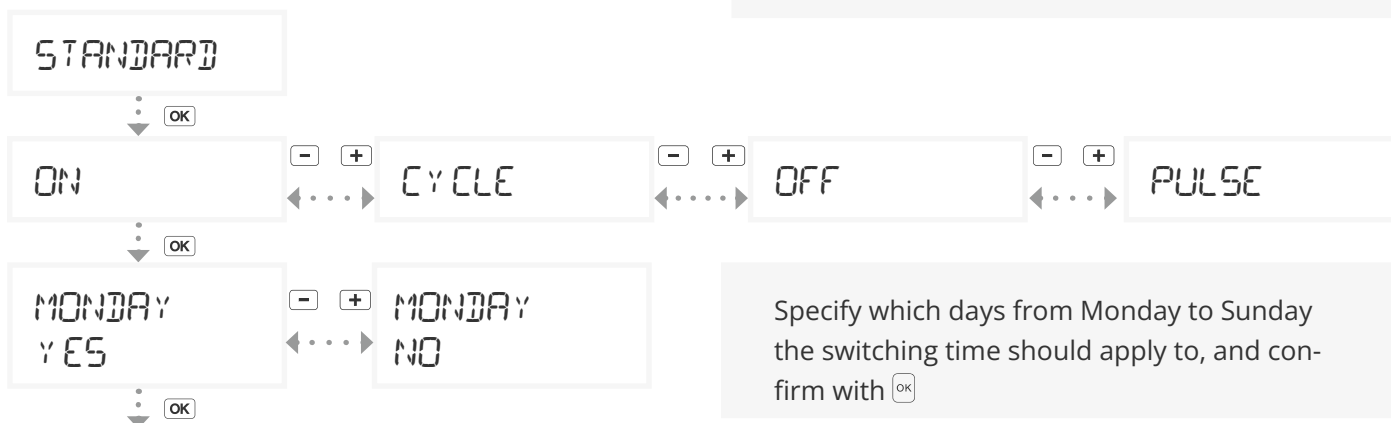 STANDARD
OK
ON
- +
CYCLE
- +
OFF
- +
PULSE
OK
MONDAY
YES
- +
MONDAY
NO
Specify which days from Monday to Sunday
the switching time should apply to, and con-
firm with OK
OK